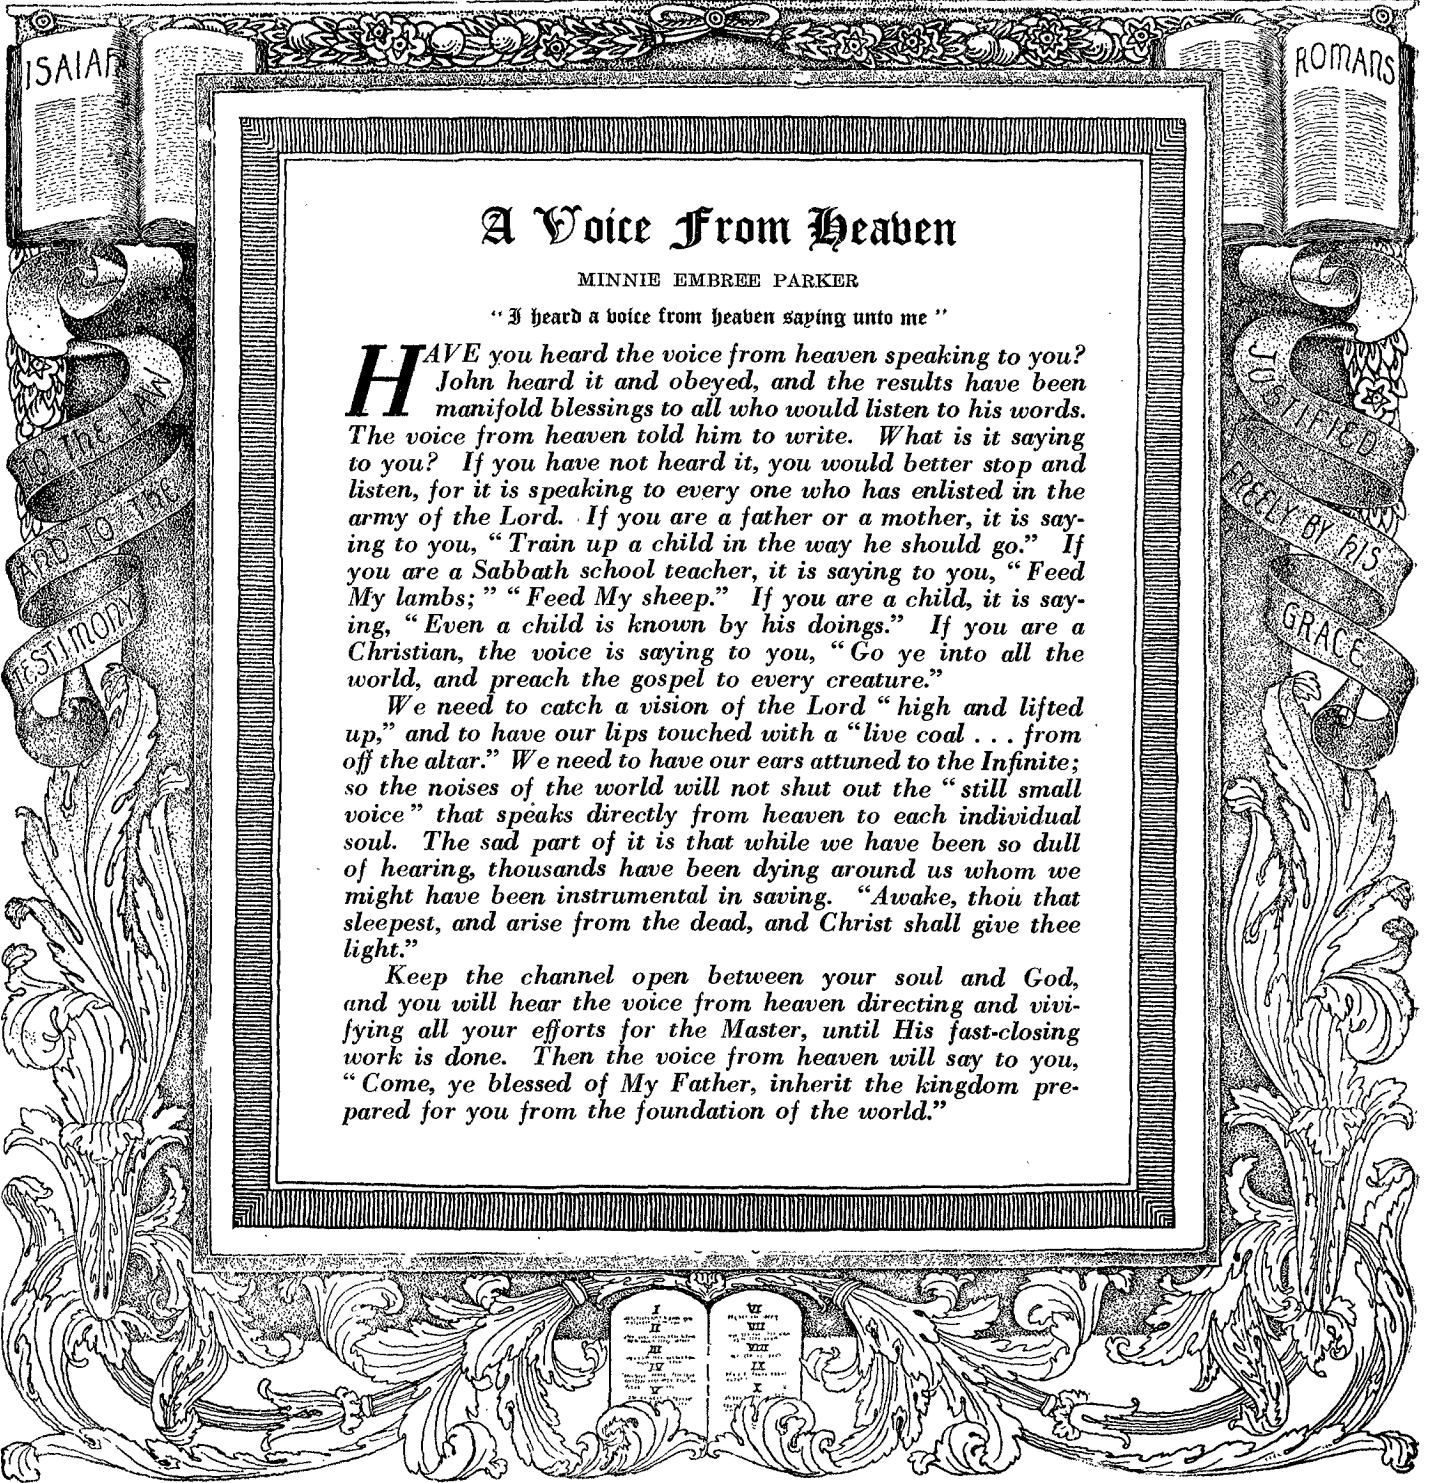 ISAIAH
ROMANS
TO THE LAW
AND TO THE
TESTIMONY
JUSTIFIED
FREELY BY HIS
GRACE
A Voice From Heaven
MINNIE EMBREE PARKER
“ I heard a voice from heaven saying unto me ”
HAVE you heard the voice from heaven speaking to you?
John heard it and obeyed, and the results have been
manifold blessings to all who would listen to his words.
The voice from heaven told him to write. What is it saying
to you? If you have not heard it, you would better stop and
listen, for it is speaking to every one who has enlisted in the
army of the Lord. If you are a father or a mother, it is say-
ing to you, “ Train up a child in the way he should go.” If
you are a Sabbath school teacher, it is saying to you, “ Feed
My lambs; ” “ Feed My sheep.” If you are a child, it is say-
ing, “ Even a child is known by his doings.” If you are a
Christian, the voice is saying to you, “ Go ye into all the
world, and preach the gospel to every creature.”
We need to catch a vision of the Lord “ high and lifted
up,” and to have our lips touched with a “ live coal . . . from
off the altar.” We need to have our ears attuned to the Infinite;
so the noises of the world will not shut out the “ still small
voice ” that speaks directly from heaven to each individual
soul. The sad part of it is that while we have been so dull
of hearing, thousands have been dying around us whom we
might have been instrumental in saving. “Awake, thou that
sleepest, and arise from the dead, and Christ shall give thee
light.”
Keep the channel open between your soul and God,
and you will hear the voice from heaven directing and vivi-
fying all your efforts for the Master, until His fast-closing
work is done. Then the voice from heaven will say to you,
“ Come, ye blessed of My Father, inherit the kingdom pre-
pared for you from the foundation of the world.”
I
II
III
IV
V
VI
VII
VIII
IX
X